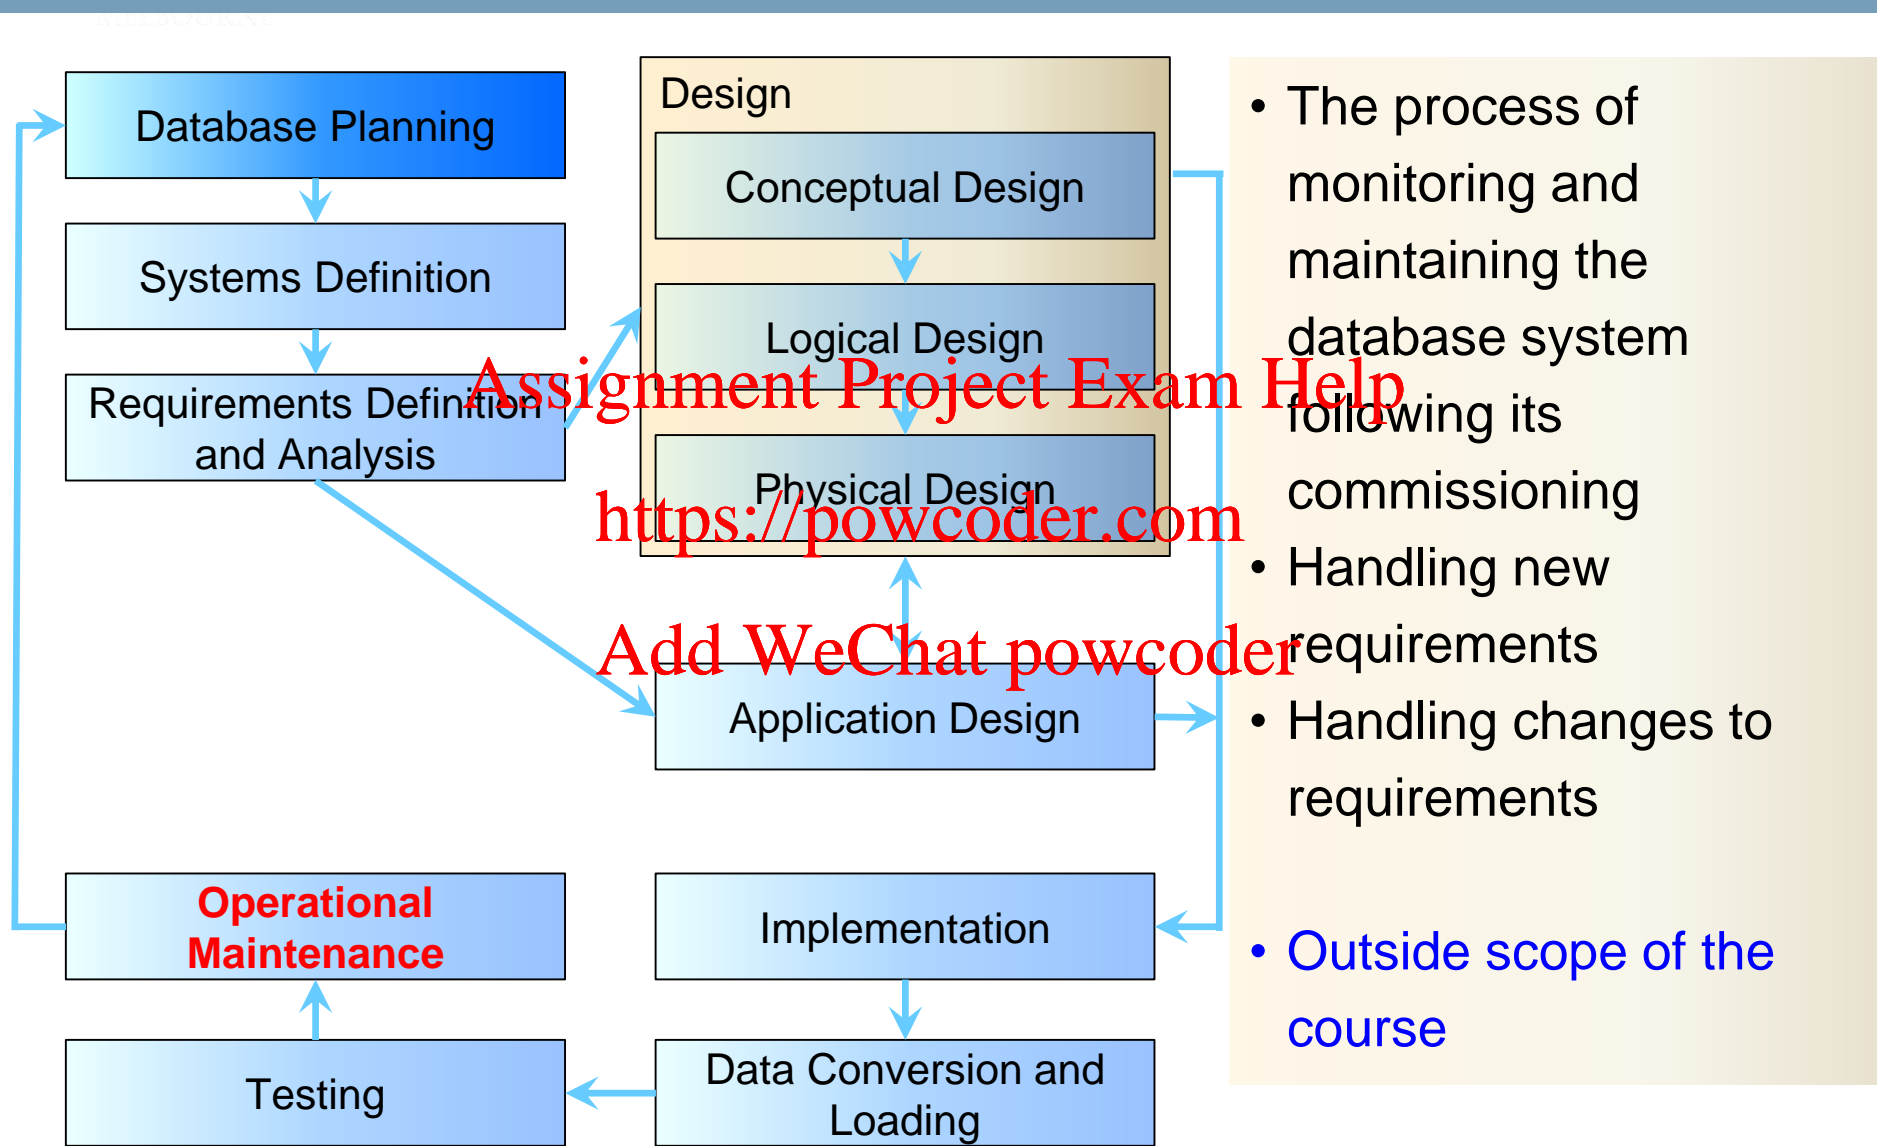 MELBOURNE
Database Planning
Systems Definition
Requirements Definition
and Analysis
Design
Conceptual Design
Logical Design
Physical Design
Application Design
Implementation
Data Conversion and
Loading
Testing
Operational
Maintenance
• The process of
monitoring and
maintaining the
database system
following its
commissioning
• Handling new
requirements
• Handling changes to
requirements
• Outside scope of the
course
Assignment Project Exam Help
https://powcoder.com
Add WeChat powcoder